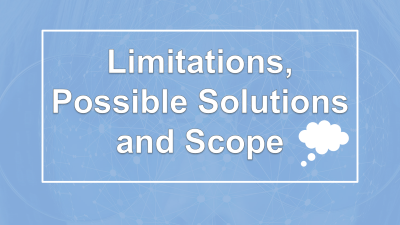 Limitations,
Possible Solutions
and Scope